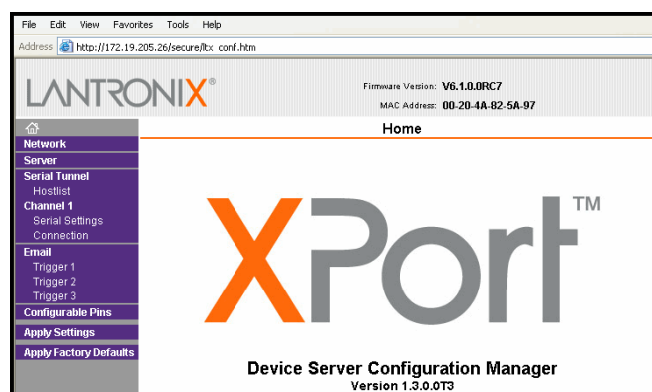 File Edit View Favorites Tools Help
Address http://172.19.205.26/secure/ltx_conf.htm
LANTRONIX®
Firmware Version: V6.1.0.0RC7
MAC Address: 00-20-4A-82-5A-97
Home
Network
Server
Serial Tunnel
Hostlist
Channel 1
Serial Settings
Connection
Email
Trigger 1
Trigger 2
Trigger 3
Configurable Pins
Apply Settings
Apply Factory Defaults
XPort™
Device Server Configuration Manager
Version 1.3.0.0T3